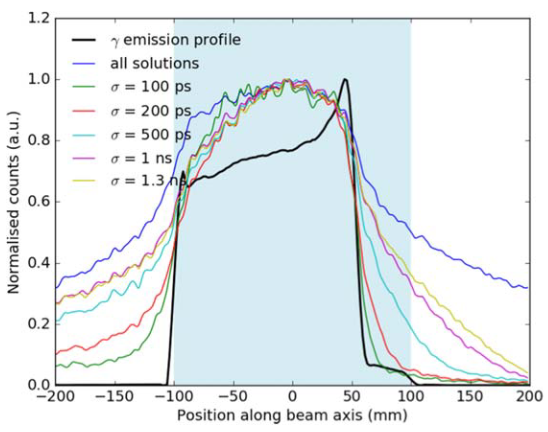 1.2
1.0
0.8
0.6
0.4
0.2
0.0
Normalised counts (a.u.)
γ emission profile
all solutions
σ = 100 ps
σ = 200 ps
σ = 500 ps
σ = 1 ns
σ = 1.3 ns
−200 −150 −100 −50 0 50 100 150 200
Position along beam axis (mm)